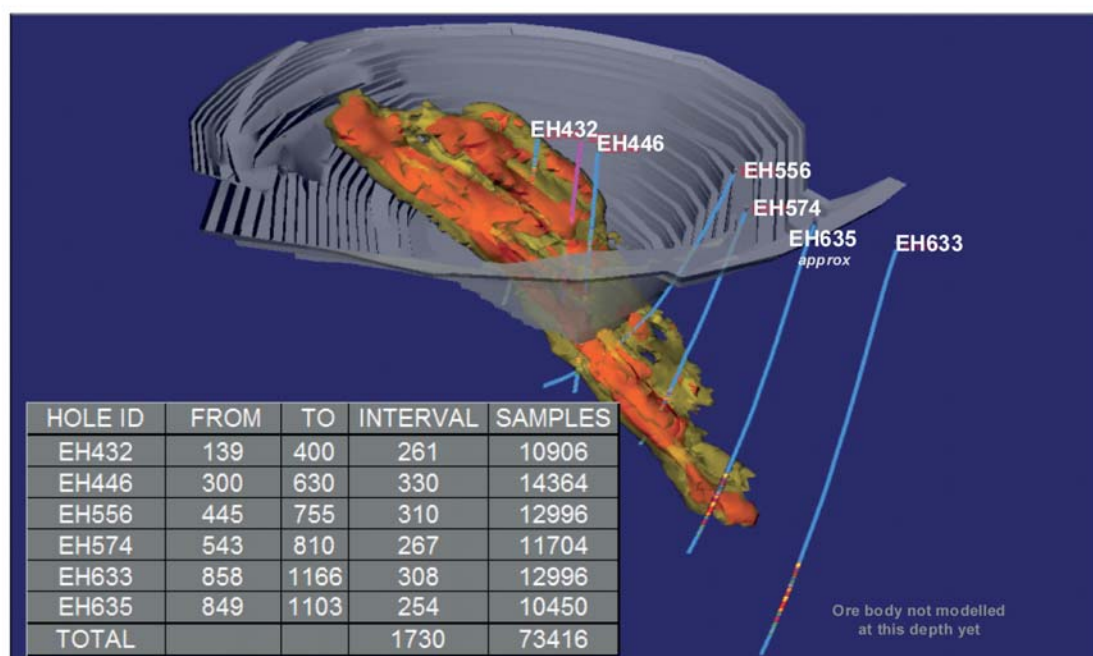 EH432
EH446
EH556
EH574
EH635
approx
EH633
HOLE ID FROM TO INTERVAL SAMPLES
EH432 139 400 261 10906
EH446 300 630 330 14364
EH556 445 755 310 12996
EH574 543 810 267 11704
EH633 858 1166 308 12996
EH635 849 1103 254 10450
TOTAL 1730 73416
Ore body not modelled
at this depth yet